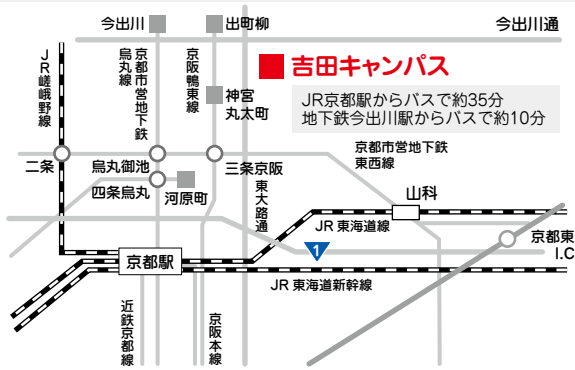 今出川
出町柳
今出川通
JR嵯峨野線
京都市営地下鉄
烏丸線
京阪鴨東線
吉田キャンパス
神宮
丸太町
JR京都駅からバスで約35分
地下鉄今出川駅からバスで約10分
京都市営地下鉄
東西線
二条
烏丸御池
三条京阪
四条烏丸
河原町
東大路通
山科
JR 東海道線
京都東
I.C
1
京都駅
JR 東海道新幹線
近鉄京都線
京阪本線